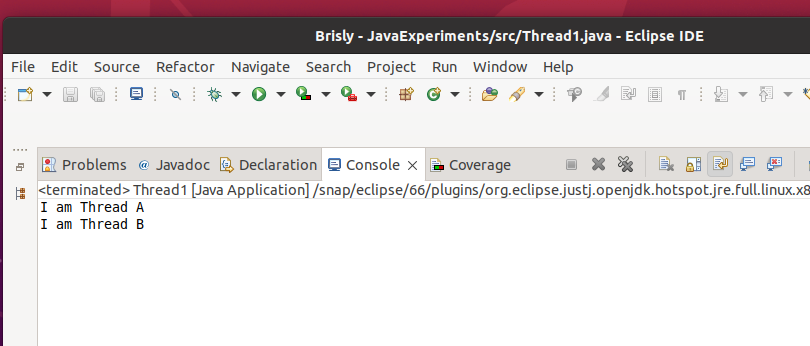 Brisly - JavaExperiments/src/Thread1.java - Eclipse IDE
File Edit Source Refactor Navigate Search Project Run Window Help
Problems @ Javadoc Declaration Console Coverage
<terminated> Thread1 [Java Application] /snap/eclipse/66/plugins/org.eclipse.justj.openjdk.hotspot.jre.full.linux.x8
I am Thread A
I am Thread B